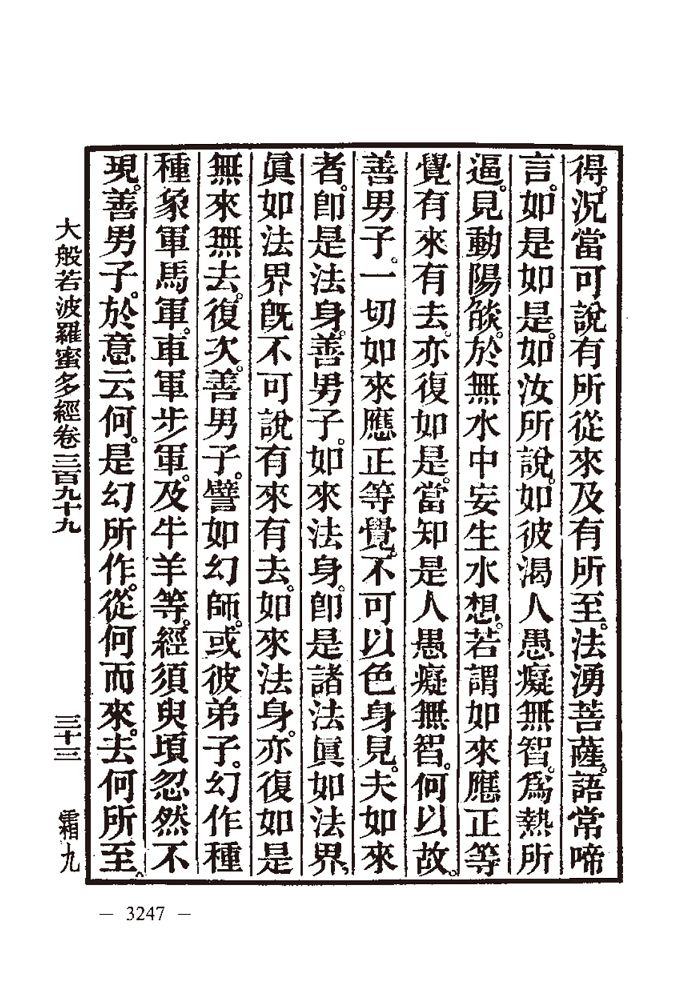 得。況當可說有所從來及有所至。法湧菩薩。語常啼
言。如是如是。如汝所說。如彼渴人愚癡無智。爲熱所
逼。見動陽燄。於無水中妄生水想。若謂如來應正等
覺有來有去。亦復如是。當知是人愚癡無智。何以故。
善男子。一切如來應正等覺。不可以色身見。夫如來
者。卽是法身。善男子。如來法身。卽是諸法眞如法界。
眞如法界旣不可說有來有去。如來法身。亦復如是
無來無去。復次。善男子。譬如幻師。或彼弟子。幻作種
種象軍馬軍。車軍步軍。及牛羊等。經須臾頃忽然不
現。善男子。於意云何。是幻所作。從何而來。去何所至。
大般若波羅蜜多經卷三百九十九
三十三
霜九
— 3247 —